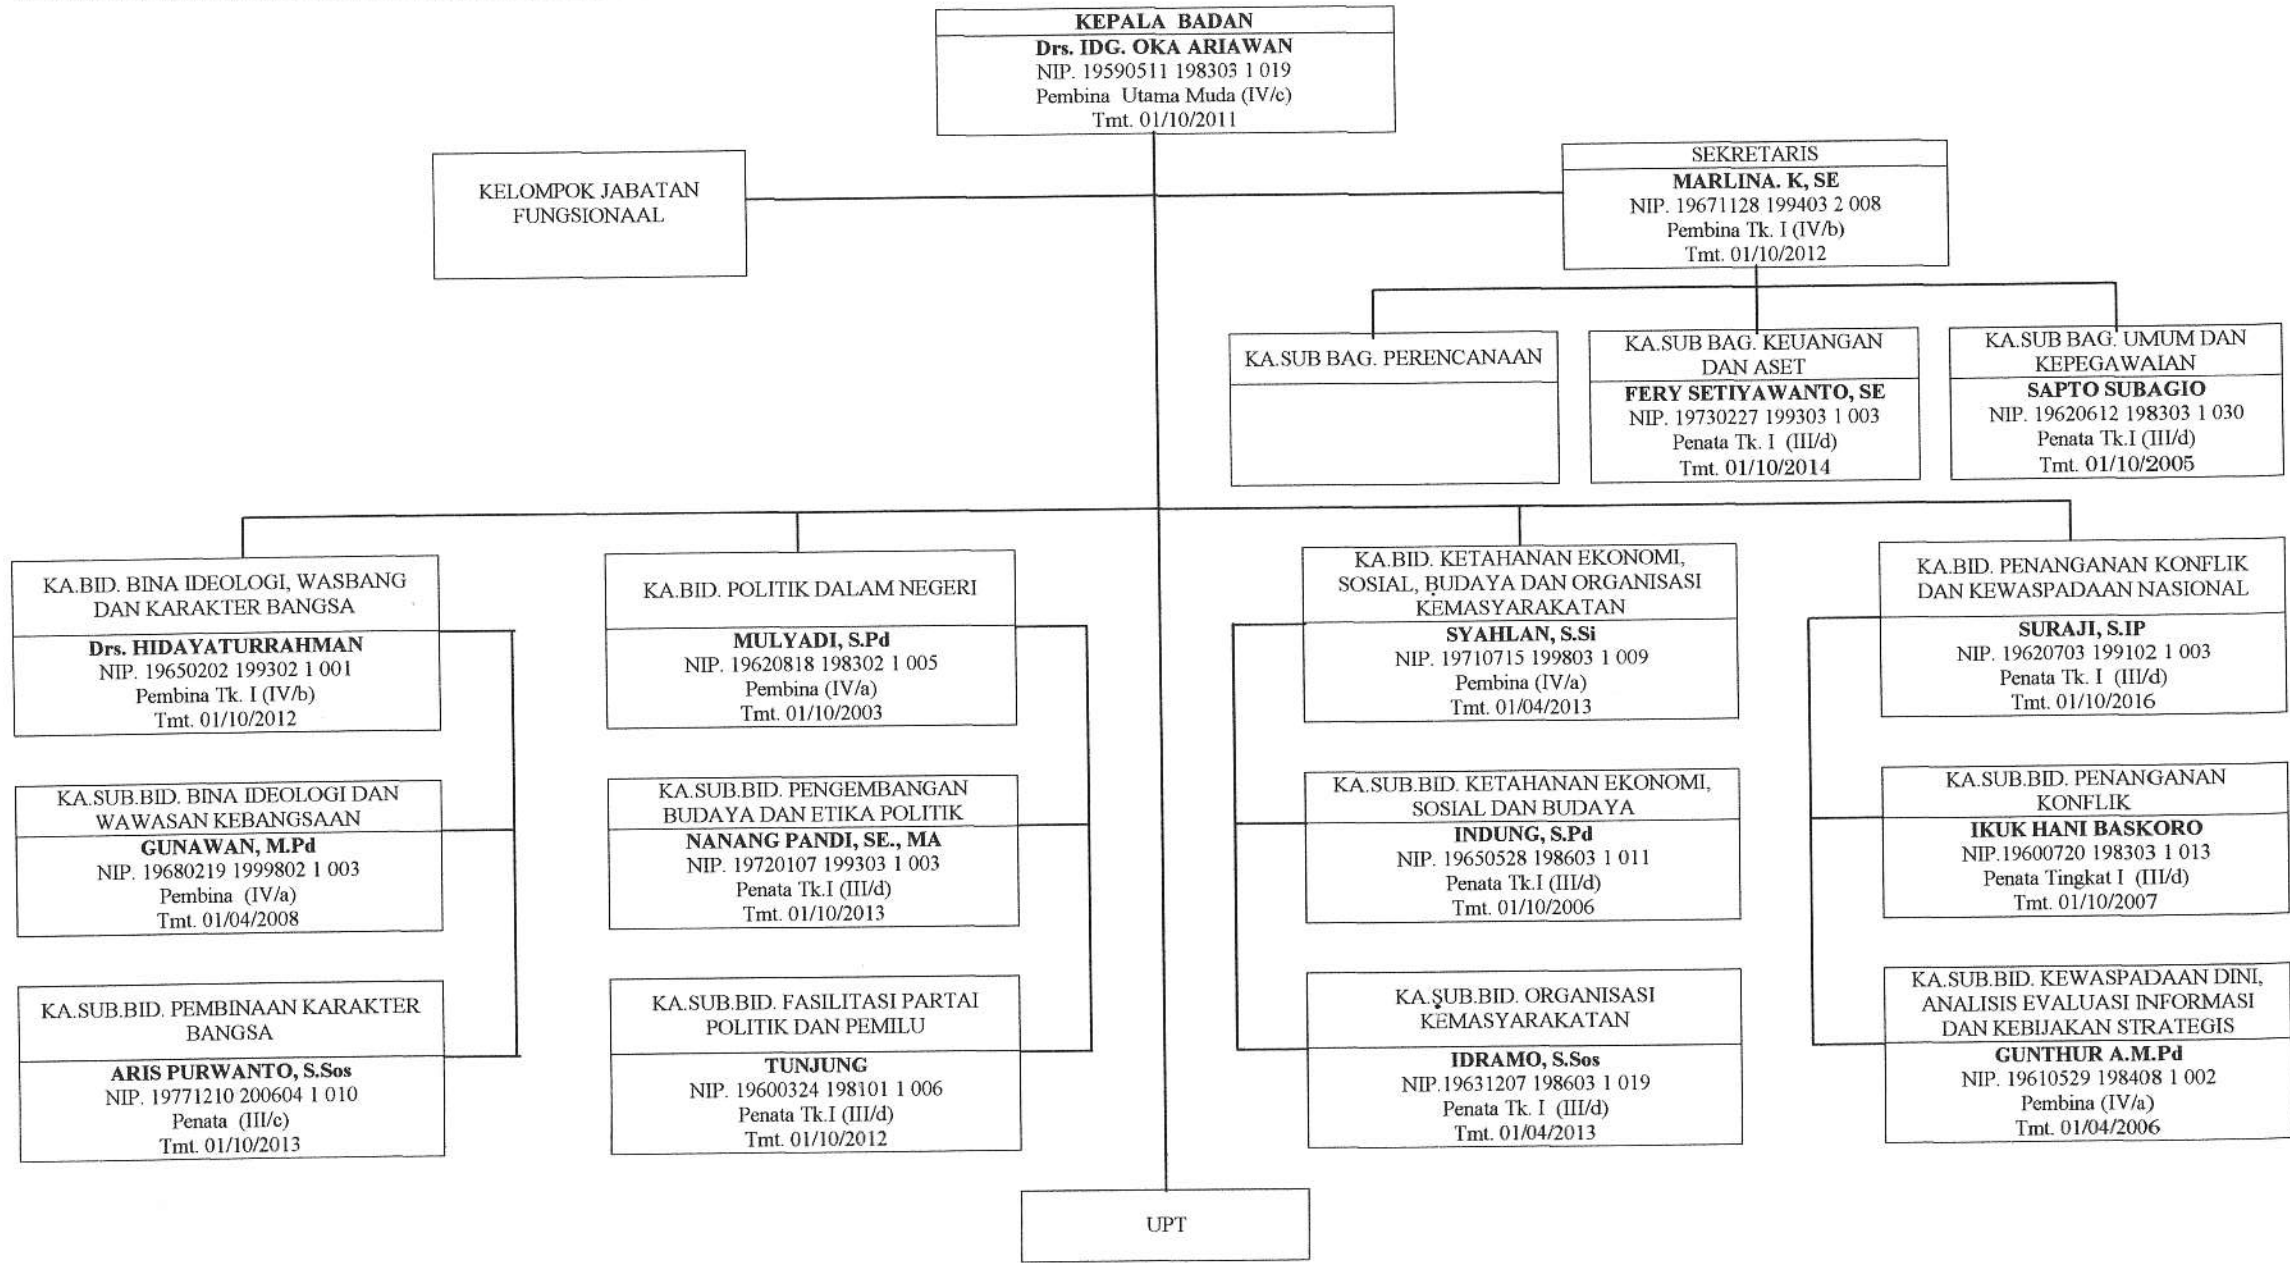 KEPALA BADAN
Drs. IDG. OKA ARIAWAN
NIP. 19590511 198303 1 019
Pembina Utama Muda (IV/c)
Tmt. 01/10/2011
KELOMPOK JABATAN
FUNGSIONAAL
SEKRETARIS
MARLINA. K, SE
NIP. 19671128 199403 2 008
Pembina Tk. I (IV/b)
Tmt. 01/10/2012
KA.SUB BAG. PERENCANAAN
KA.SUB BAG. KEUANGAN
DAN ASET
FERY SETIYAWANTO, SE
NIP. 19730227 199303 1 003
Penata Tk. I (III/d)
Tmt. 01/10/2014
KA.SUB BAG. UMUM DAN
KEPEGAWAIAN
SAPTO SUBAGIO
NIP. 19620612 198303 1 030
Penata Tk.I (III/d)
Tmt. 01/10/2005
KA.BID. BINA IDEOLOGI, WASBANG
DAN KARAKTER BANGSA
Drs. HIDAYATURRAHMAN
NIP. 19650202 199302 1 001
Pembina Tk. I (IV/b)
Tmt. 01/10/2012
KA.BID. POLITIK DALAM NEGERI
MULYADI, S.Pd
NIP. 19620818 198302 1 005
Pembina (IV/a)
Tmt. 01/10/2003
KA.BID. KETAHANAN EKONOMI,
SOSIAL, BUDAYA DAN ORGANISASI
KEMASYARAKATAN
SYAHLAN, S.Si
NIP. 19710715 199803 1 009
Pembina (IV/a)
Tmt. 01/04/2013
KA.BID. PENANGANAN KONFLIK
DAN KEWASPADAAN NASIONAL
SURAJI, S.IP
NIP. 19620703 199102 1 003
Penata Tk. I (III/d)
Tmt. 01/10/2016
KA.SUB.BID. BINA IDEOLOGI DAN
WAWASAN KEBANGSAAN
GUNAWAN, M.Pd
NIP. 19680219 1999802 1 003
Pembina (IV/a)
Tmt. 01/04/2008
KA.SUB.BID. PENGEMBANGAN
BUDAYA DAN ETIKA POLITIK
NANANG PANDI, SE., MA
NIP. 19720107 199303 1 003
Penata Tk.I (III/d)
Tmt. 01/10/2013
KA.SUB.BID. KETAHANAN EKONOMI,
SOSIAL DAN BUDAYA
INDUNG, S.Pd
NIP. 19650528 198603 1 011
Penata Tk.I (III/d)
Tmt. 01/10/2006
KA.SUB.BID. PENANGANAN
KONFLIK
IKUK HANI BASKORO
NIP.19600720 198303 1 013
Penata Tingkat I (III/d)
Tmt. 01/10/2007
KA.SUB.BID. PEMBINAAN KARAKTER
BANGSA
ARIS PURWANTO, S.Sos
NIP. 19771210 200604 1 010
Penata (III/c)
Tmt. 01/10/2013
KA.SUB.BID. FASILITASI PARTAI
POLITIK DAN PEMILU
TUNJUNG
NIP. 19600324 198101 1 006
Penata Tk.I (III/d)
Tmt. 01/10/2012
KA.SUB.BID. ORGANISASI
KEMASYARAKATAN
IDRAMO, S.Sos
NIP.19631207 198603 1 019
Penata Tk. I (III/d)
Tmt. 01/04/2013
KA.SUB.BID. KEWASPADAAN DINI,
ANALISIS EVALUASI INFORMASI
DAN KEBIJAKAN STRATEGIS
GUNTHUR A.M.Pd
NIP. 19610529 198408 1 002
Pembina (IV/a)
Tmt. 01/04/2006
UPT